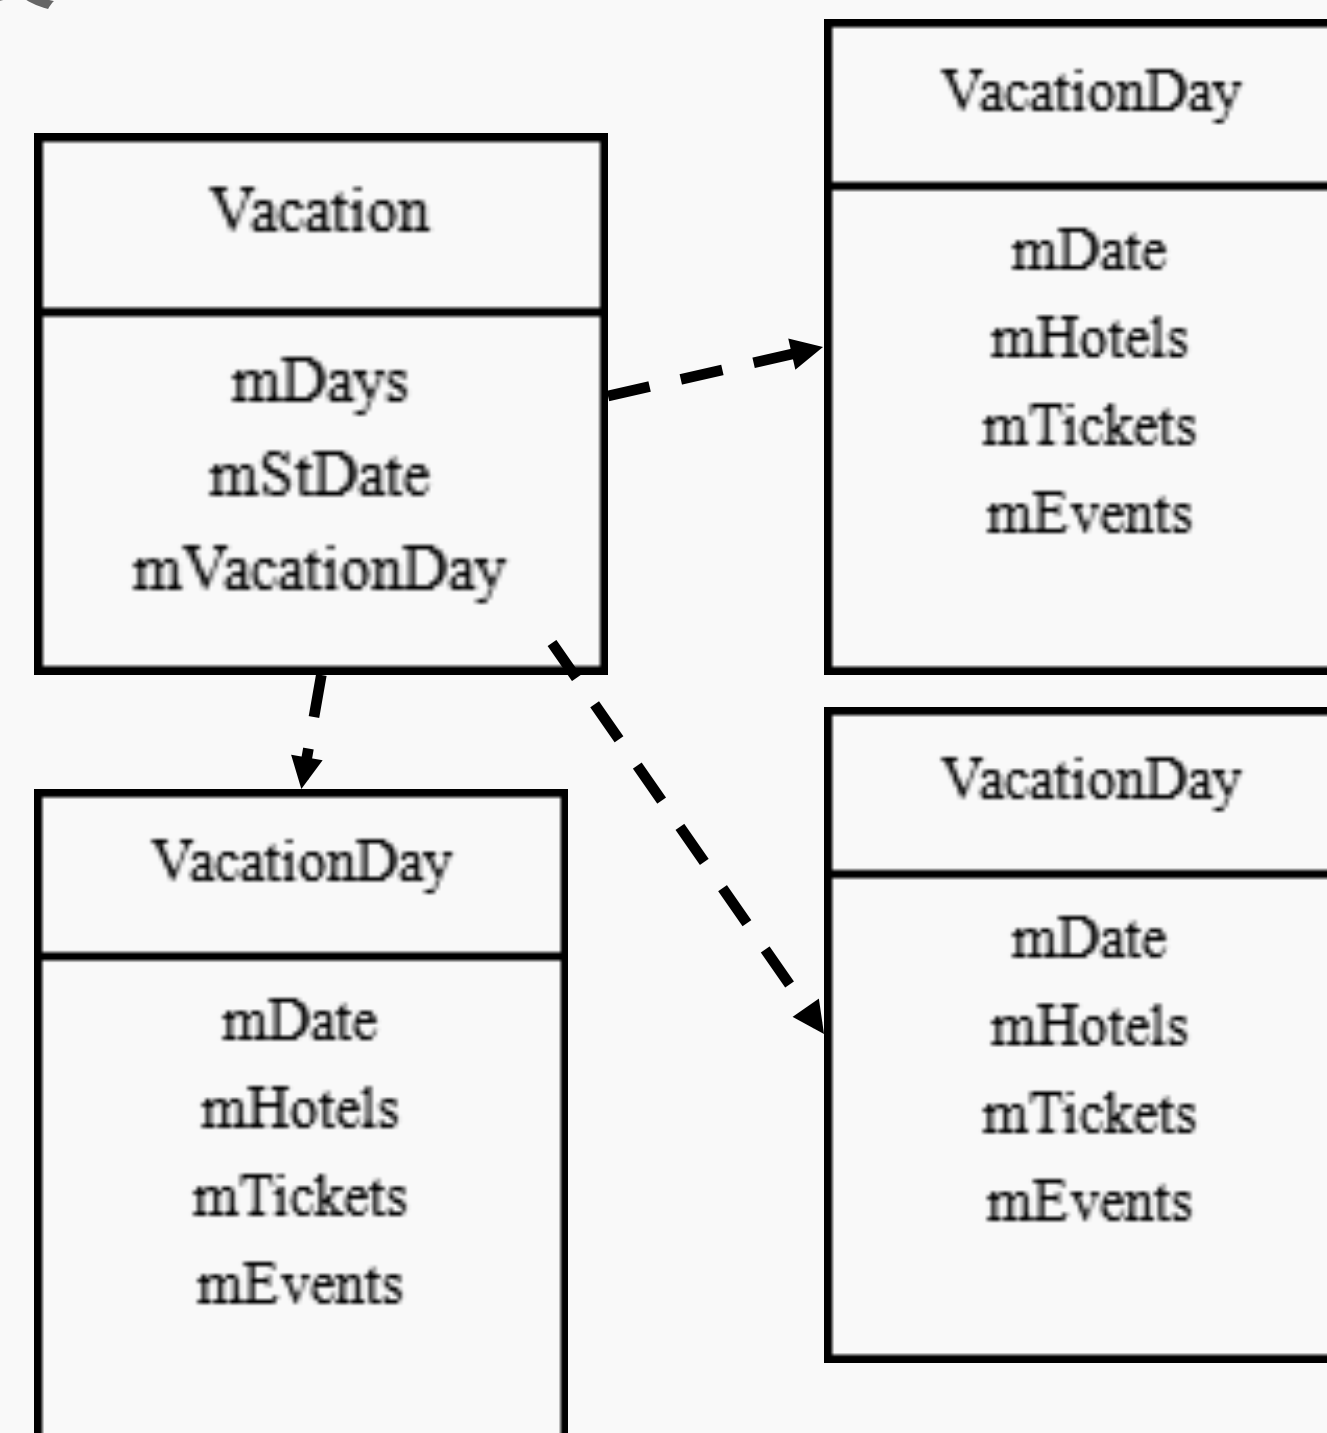 Vacation
mDays
mStDate
mVacationDay
VacationDay
mDate
mHotels
mTickets
mEvents
VacationDay
mDate
mHotels
mTickets
mEvents
VacationDay
mDate
mHotels
mTickets
mEvents